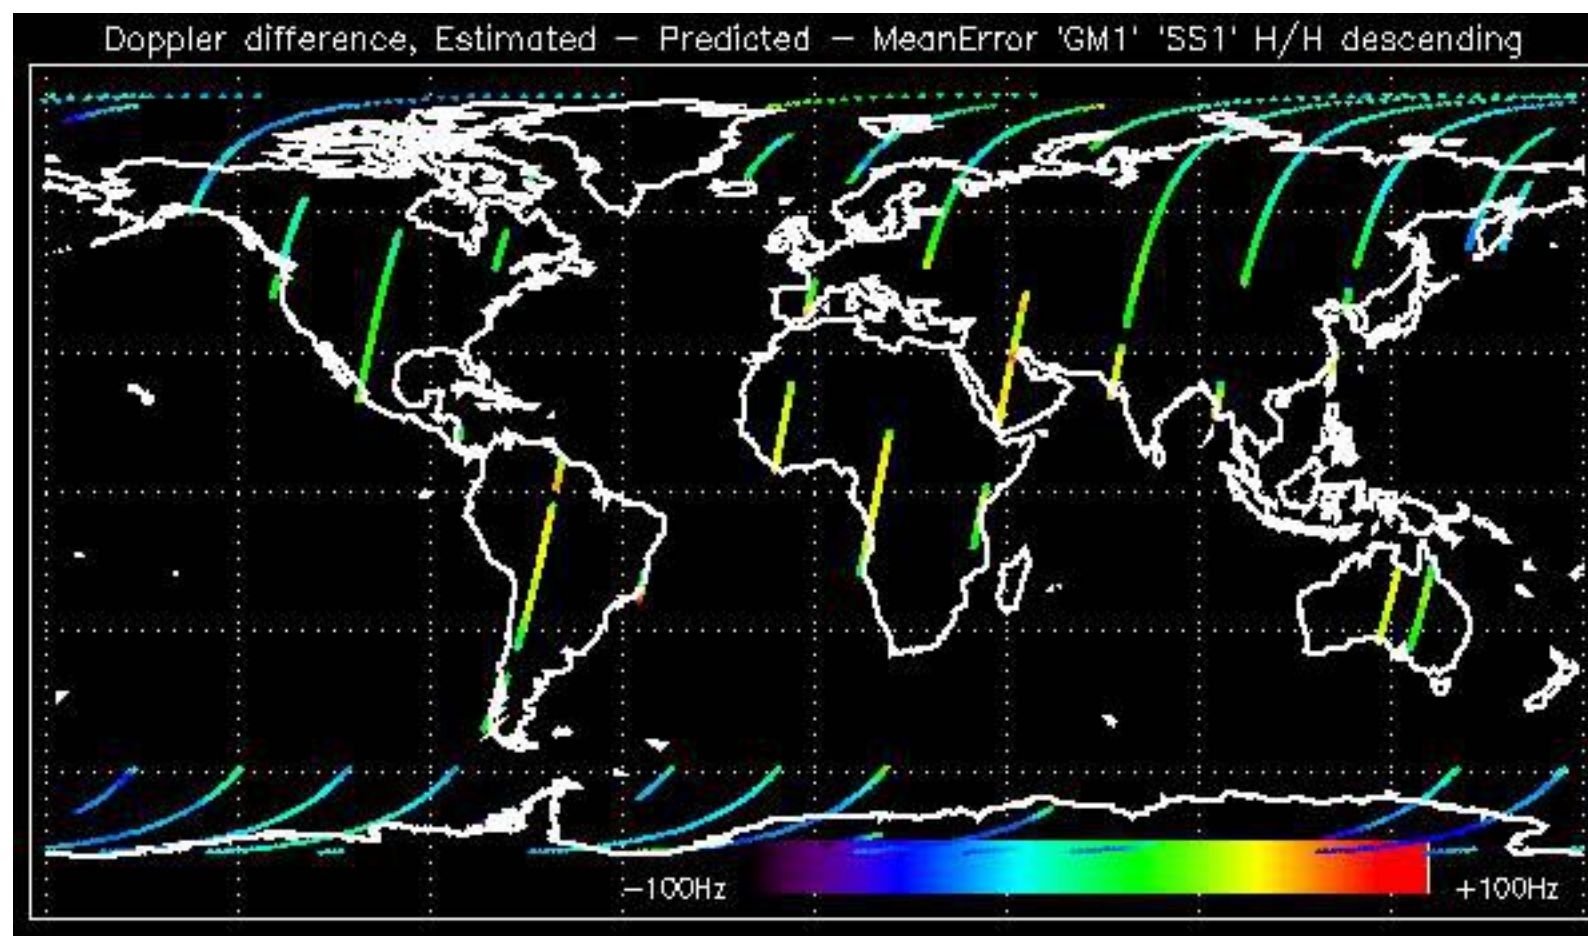 Doppler difference, Estimated – Predicted – MeanError 'GM1' 'SS1' H/H descending
–100Hz +100Hz